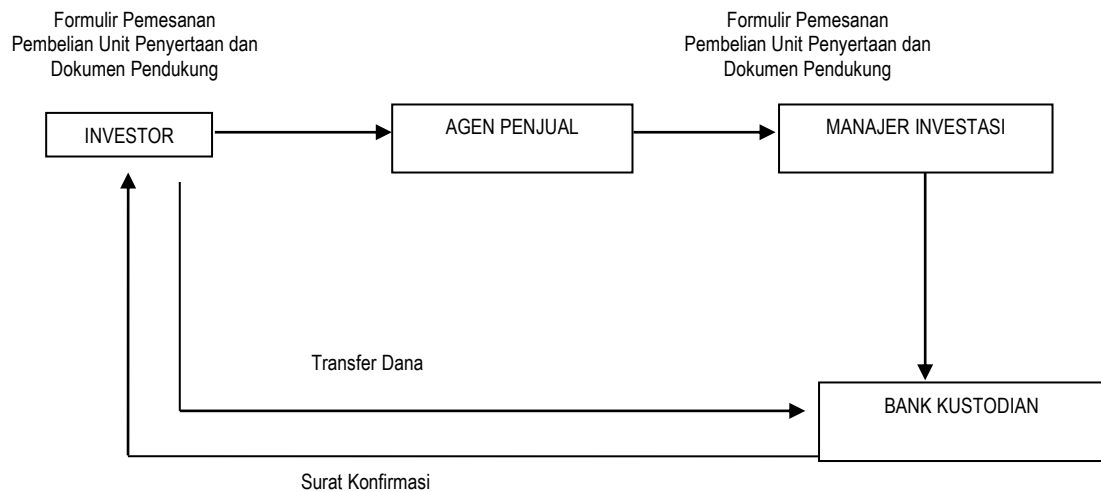 Formulir Pemesanan
Pembelian Unit Penyertaan dan
Dokumen Pendukung
Formulir Pemesanan
Pembelian Unit Penyertaan dan
Dokumen Pendukung
INVESTOR
AGEN PENJUAL
MANAJER INVESTASI
Transfer Dana
BANK KUSTODIAN
Surat Konfirmasi